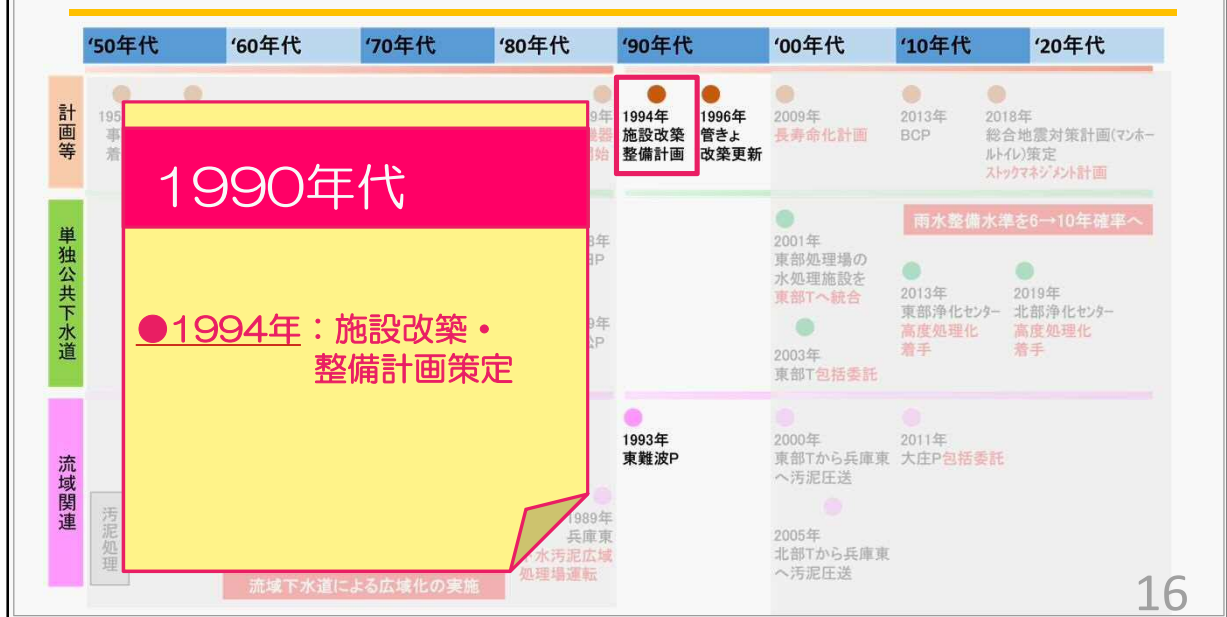 ‘50年代 ‘60年代 ‘70年代 ‘80年代 ‘90年代 ‘00年代 ‘10年代 ‘20年代
計画等
195
事
着
9年
機器
始
1994年
施設改築
整備計画
1996年
管きょ
改築更新
2009年
長寿命化計画
2013年
BCP
2018年
総合地震対策計画(マンホー
ルトイレ)策定
ストックマネジメント計画
1990年代
●1994年：施設改築・
整備計画策定
単独公共下水道
雨水整備水準を6→10年確率へ
2001年
東部処理場の
水処理施設を
東部Tへ統合
2003年
東部T包括委託
2013年
東部浄化センター
高度処理化
着手
2019年
北部浄化センター
高度処理化
着手
流域関連
汚泥処理
1989年
兵庫東
水汚泥広域
処理場運転
流域下水道による広域化の実施
1993年
東難波P
2000年
東部Tから兵庫東
へ汚泥圧送
2005年
北部Tから兵庫東
へ汚泥圧送
2011年
大庄P包括委託
16